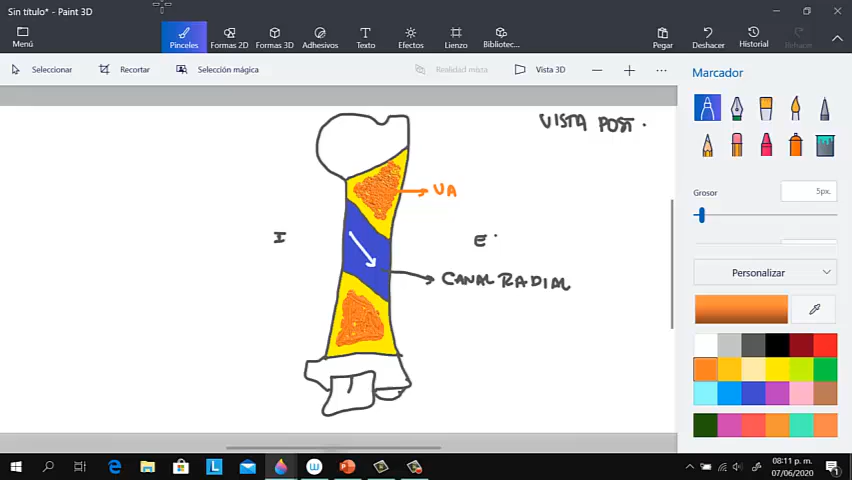 Sin título* - Paint 3D
Menú
Pinceles
Formas 2D
Formas 3D
Adhesivos
Texto
Efectos
Lienzo
Bibliotec...
Pegar
Deshacer
Historial
Rehacer
Seleccionar
Recortar
Selección mágica
Realidad mixta
Vista 3D
Marcador
VISTA POST.
VA
I
E
CANAL RADIAL
Grosor
5px.
Personalizar
08:11 p. m.
07/06/2020